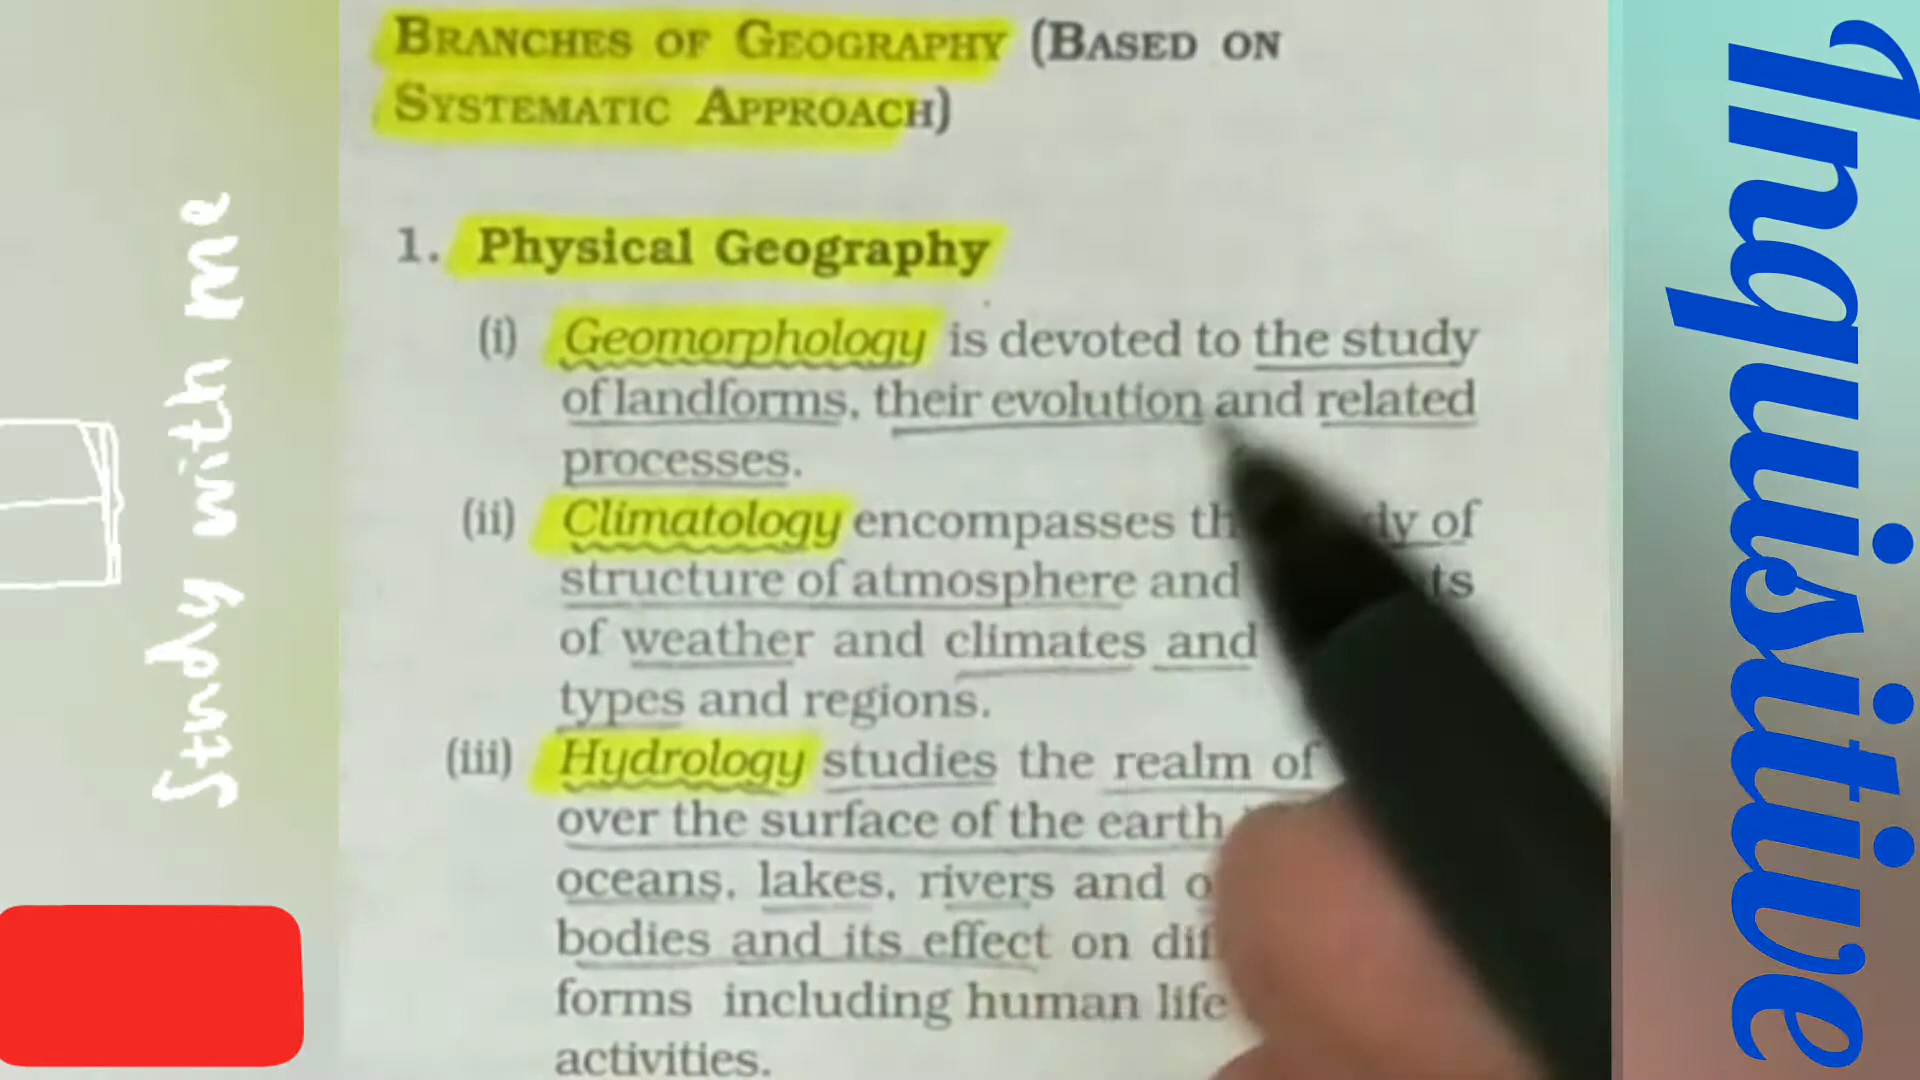 BRANCHES OF GEOGRAPHY (BASED ON
SYSTEMATIC APPROACH)
1. Physical Geography
(i) Geomorphology is devoted to the study
of landforms, their evolution and related
processes.
(ii) Climatology encompasses of
structure of atmosphere and
of weather and climates and
types and regions.
(iii) Hydrology studies the realm of
over the surface of the earth
oceans, lakes, rivers and
bodies and its effect on
forms including human life
activities.
Study with me
Inquisitive